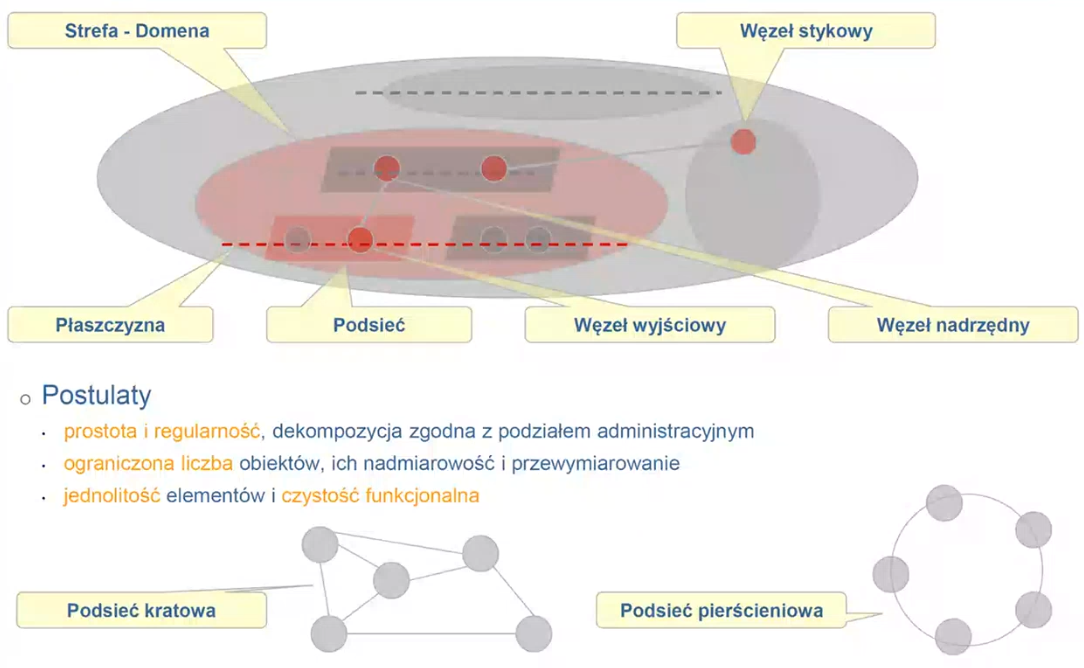 Strefa - Domena
Węzeł stykowy
Płaszczyzna
Podsieć
Węzeł wyjściowy
Węzeł nadrzędny
Postulaty
prostota i regularność, dekompozycja zgodna z podziałem administracyjnym
ograniczona liczba obiektów, ich nadmiarowość i przewymiarowanie
jednolitość elementów i czystość funkcjonalna
Podsieć kratowa
Podsieć pierścieniowa